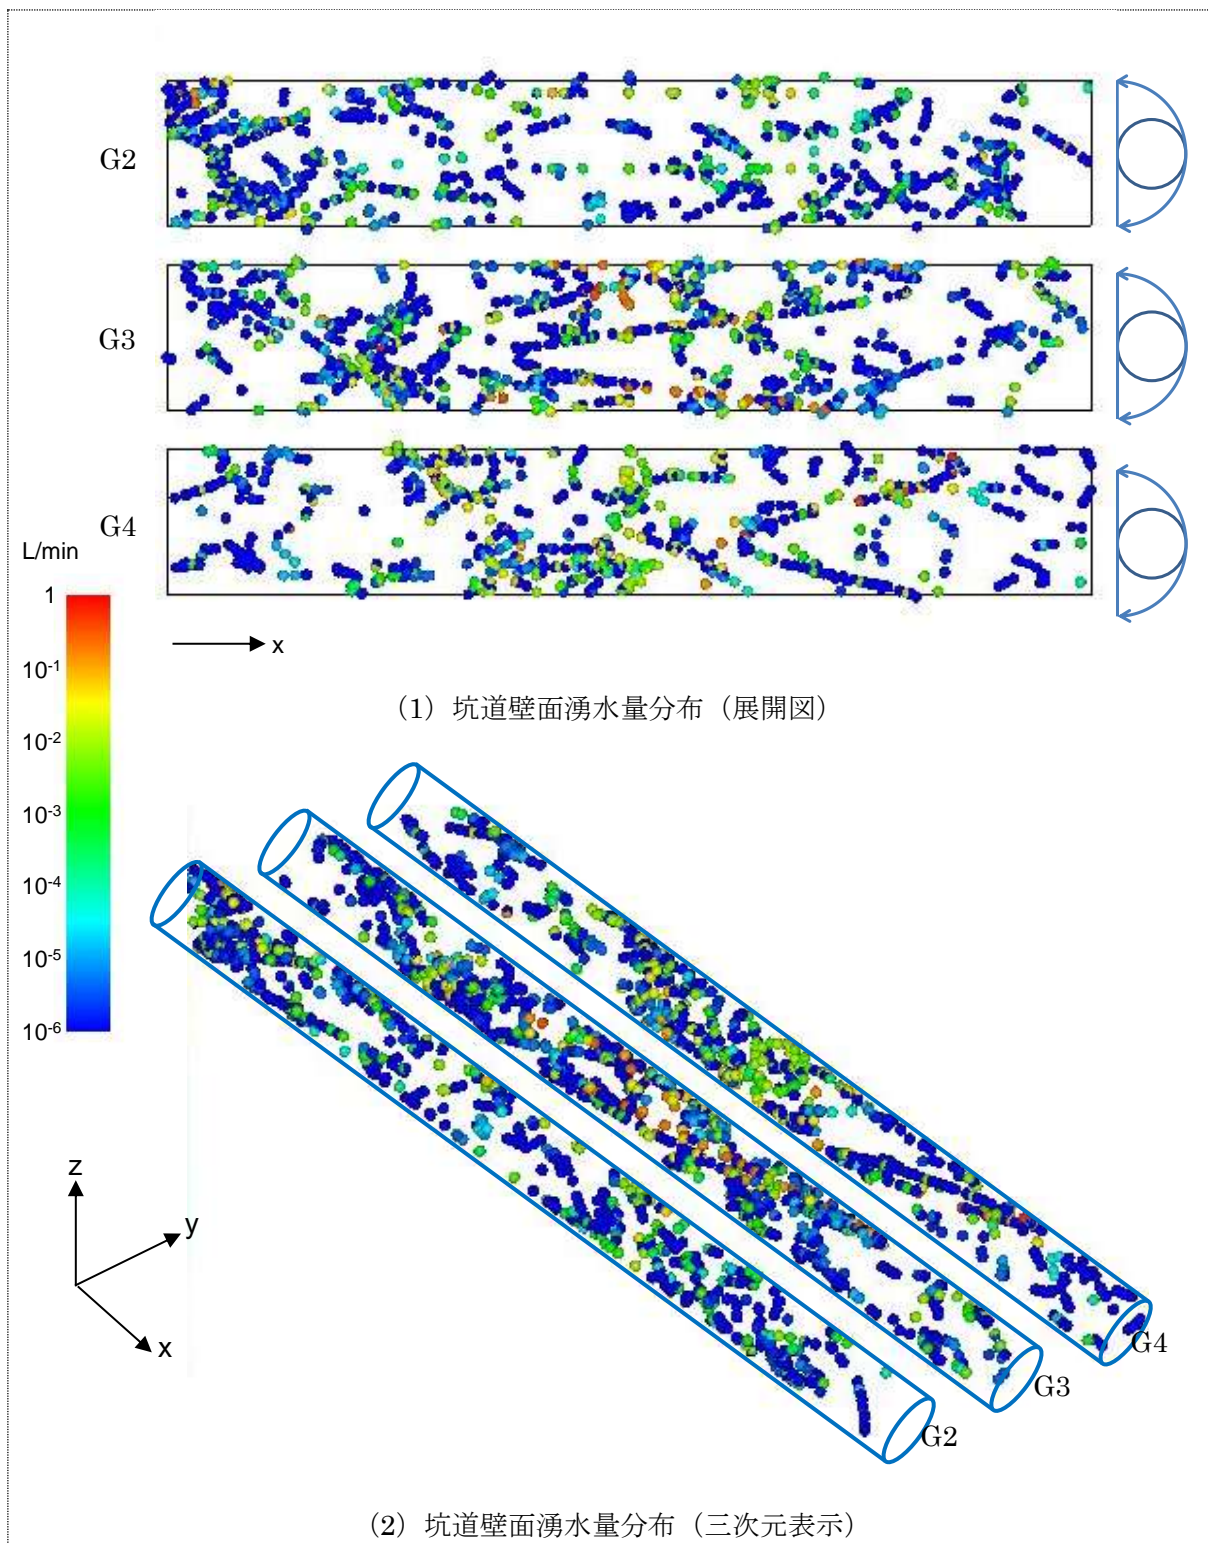 G2
G3
G4
L/min
1
10-1
10-2
10-3
10-4
10-5
10-6
x
(1) 坑道壁面湧水量分布（展開図）
z
y
x
G4
G3
G2
(2) 坑道壁面湧水量分布（三次元表示）